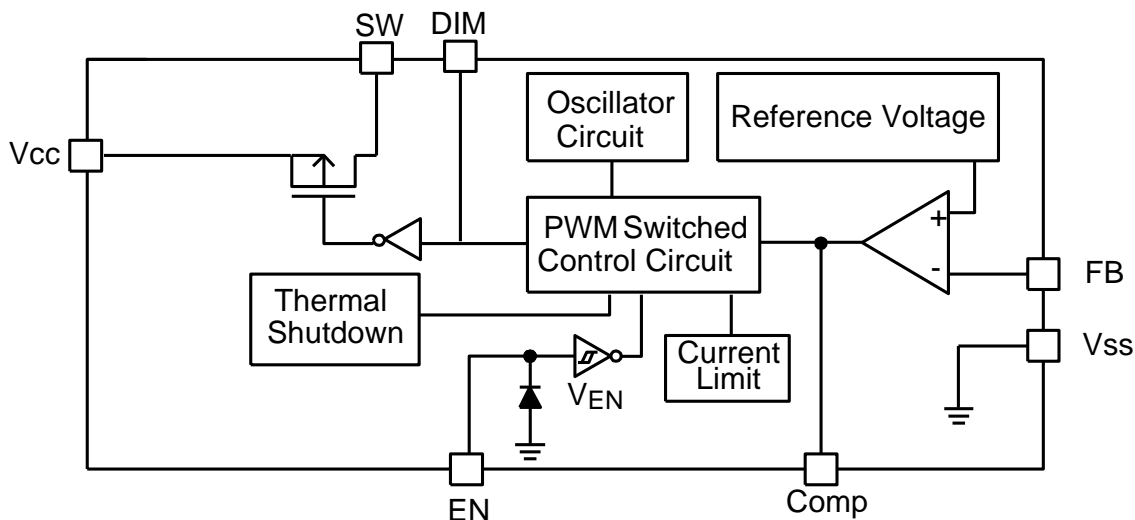 SW
DIM
Oscillator
Circuit
Reference Voltage
Vcc
PWM Switched
Control Circuit
+
-
FB
Thermal
Shutdown
Current
Limit
Vss
VEN
EN
Comp